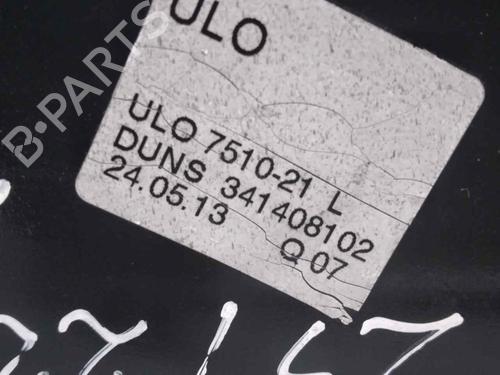 B-PARTS
ULO
ULO 7510-21 L
DUNS 341408102
24.05.13 Q 07